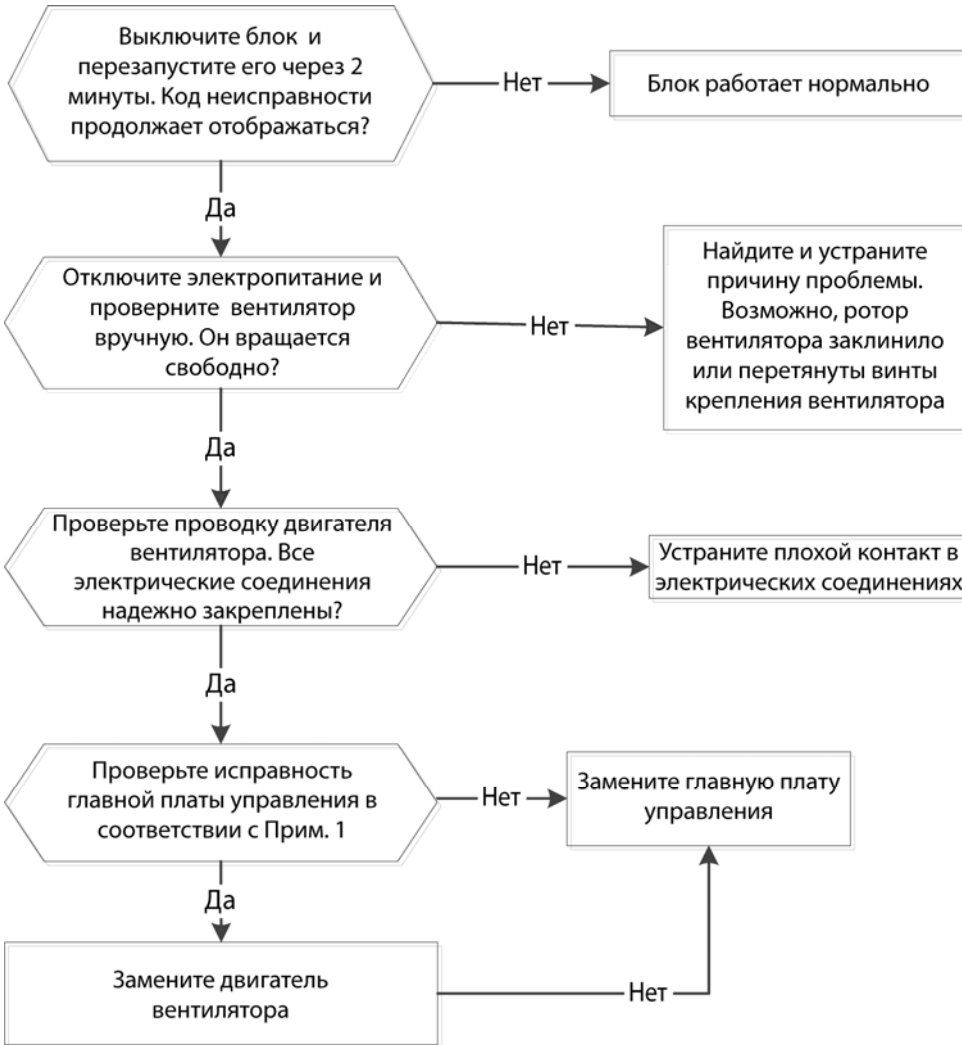 Выключите блок и
перезапустите его через 2
минуты. Код неисправности
продолжает отображаться?
Нет
Блок работает нормально
Да
Отключите электропитание и
проверните вентилятор
вручную. Он вращается
свободно?
Нет
Найдите и устраните
причину проблемы.
Возможно, ротор
вентилятора заклинило
или перетянуты винты
крепления вентилятора
Да
Проверьте проводку двигателя
вентилятора. Все
электрические соединения
надежно закреплены?
Нет
Устраните плохой контакт в
электрических соединениях
Да
Проверьте исправность
главной платы управления в
соответствии с Прим. 1
Нет
Замените главную плату
управления
Да
Замените двигатель
вентилятора
Нет